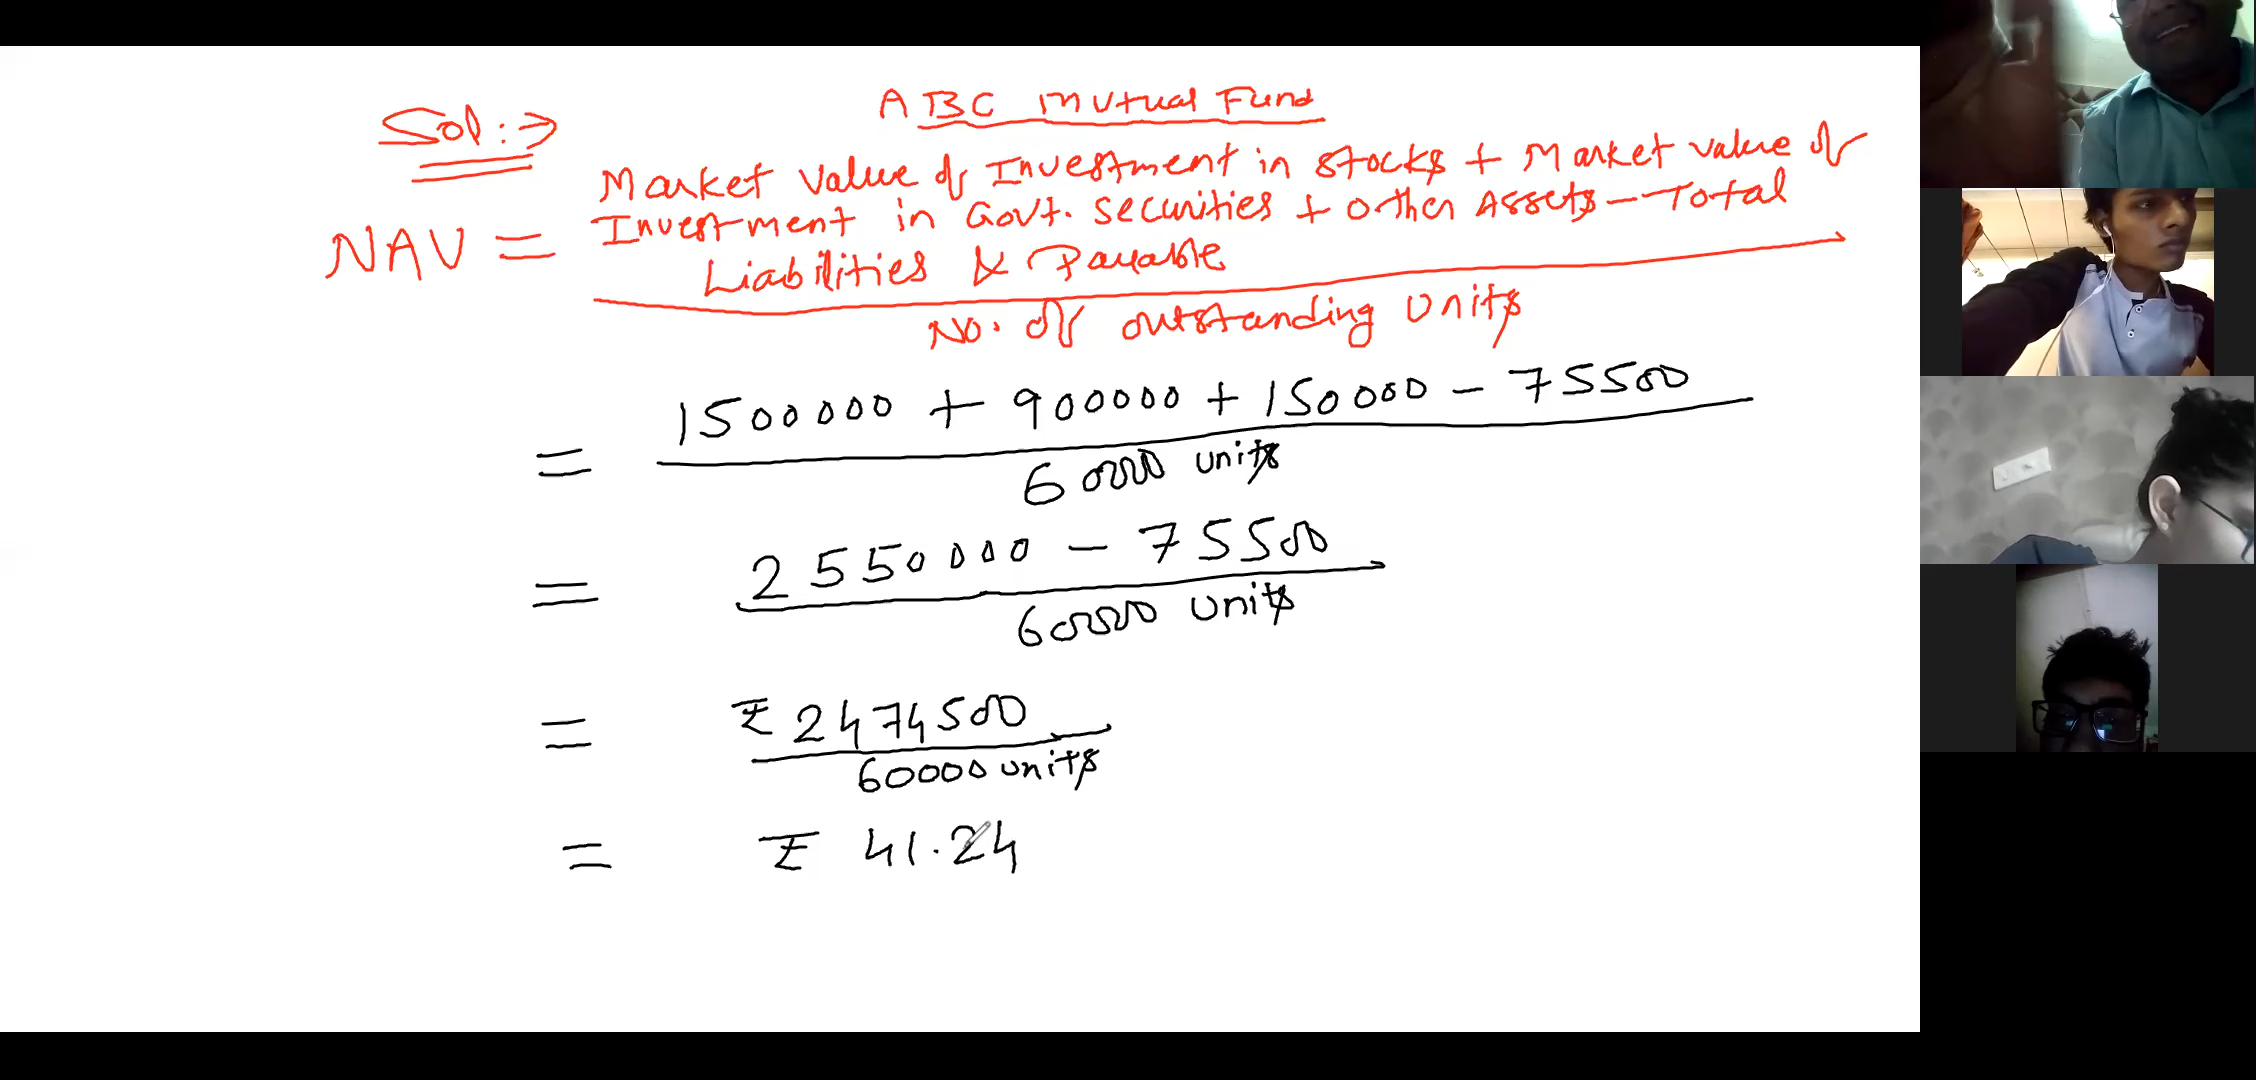 ABC Mutual Fund
Sol:→
Market Value of Investment in Stocks + Market Value of
Investment in Govt. Securities + Other Assets - Total
NAV =
Liabilities & Payable
No. of outstanding Units
1500000 + 900000 + 150000 - 75500
=
60000 units
2550000 - 75500
=
60000 units
= ₹ 2474500
60000 units
= ₹ 41.24